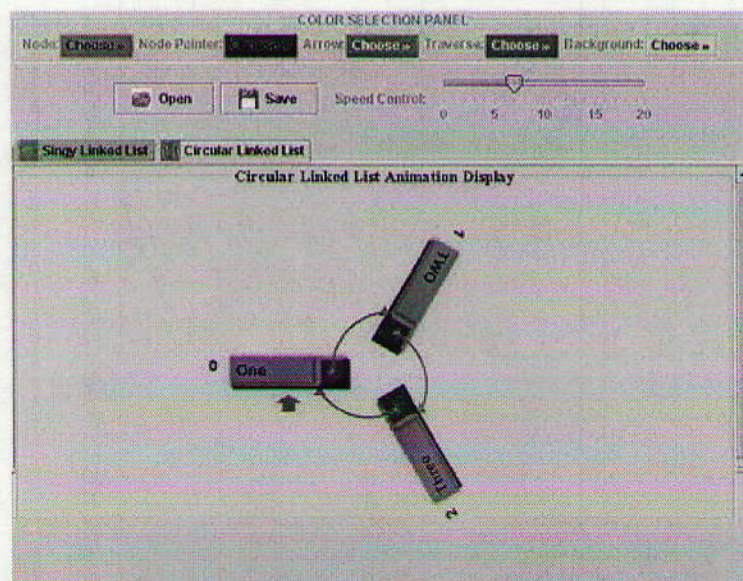 COLOR SELECTION PANEL
Node: Choose» Node Pointer: Arrow: Choose» Traverse: Choose» Background: Choose»
Open Save Speed Control:
0 5 10 15 20
Singy Linked List Circular Linked List
Circular Linked List Animation Display
1
TWO
0 One
Three
2